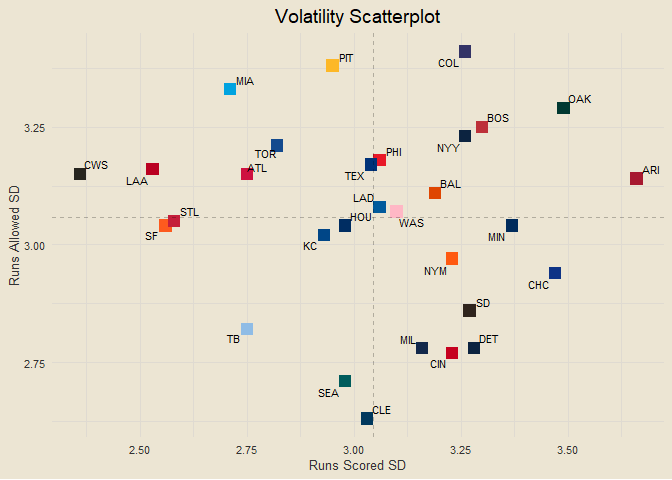 Volatility Scatterplot
COL
PIT
MIA
OAK
BOS
NYY
TOR
PHI
CWS
ATL
TEX
LAA
ARI
BAL
LAD
STL
HOU
WAS
SF
KC
MIN
NYM
CHC
SD
TB
MIL
DET
CIN
SEA
CLE
3.25
3.00
2.75
Runs Allowed SD
2.50
2.75
3.00
3.25
3.50
Runs Scored SD